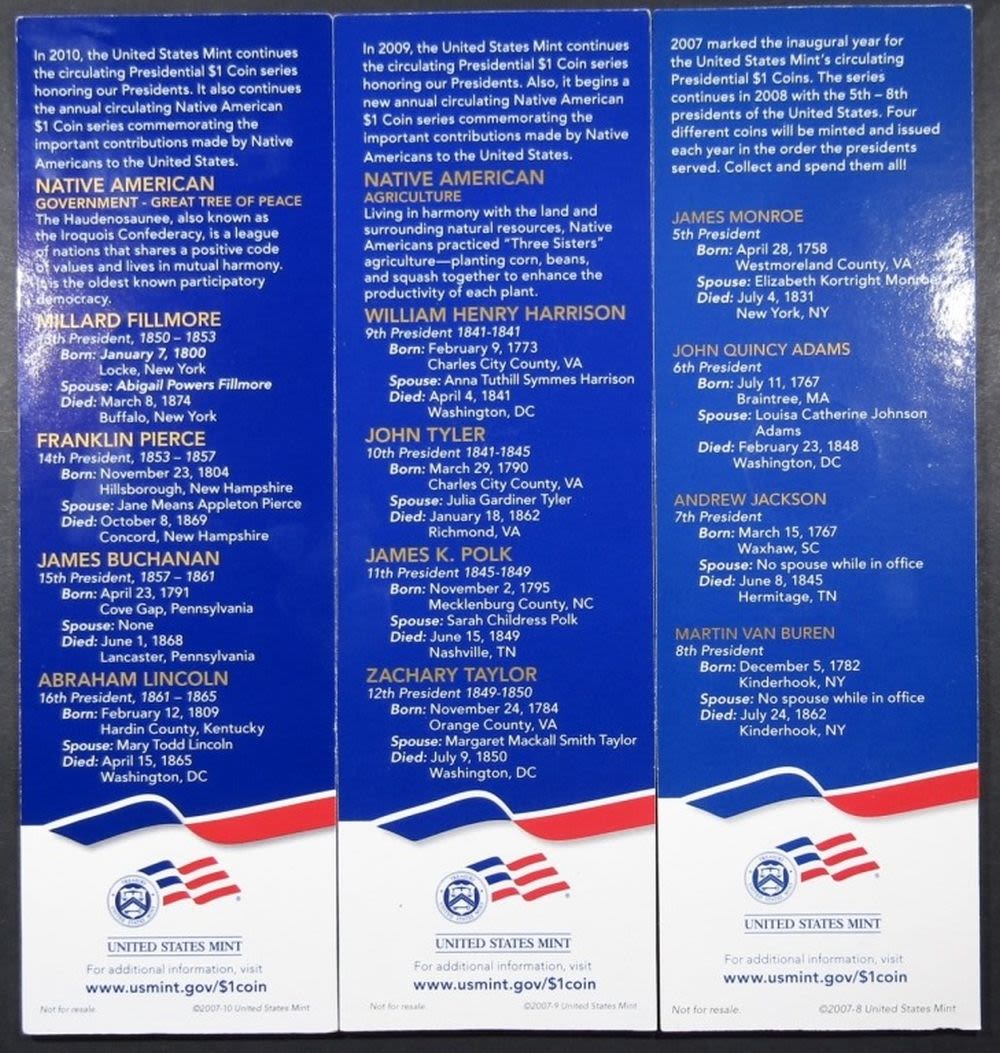 In 2010, the United States Mint continues
the circulating Presidential $1 Coin series
honoring our Presidents. It also continues
the annual circulating Native American
$1 Coin series commemorating the
important contributions made by Native
Americans to the United States.
NATIVE AMERICAN
GOVERNMENT - GREAT TREE OF PEACE
The Haudenosaunee, also known as
the Iroquois Confederacy, is a league
of nations that shares a positive code
of values and lives in mutual harmony.
It is the oldest known participatory
democracy.
MILLARD FILLMORE
13th President, 1850 – 1853
Born: January 7, 1800
Locke, New York
Spouse: Abigail Powers Fillmore
Died: March 8, 1874
Buffalo, New York
FRANKLIN PIERCE
14th President, 1853 – 1857
Born: November 23, 1804
Hillsborough, New Hampshire
Spouse: Jane Means Appleton Pierce
Died: October 8, 1869
Concord, New Hampshire
JAMES BUCHANAN
15th President, 1857 – 1861
Born: April 23, 1791
Cove Gap, Pennsylvania
Spouse: None
Died: June 1, 1868
Lancaster, Pennsylvania
ABRAHAM LINCOLN
16th President, 1861 – 1865
Born: February 12, 1809
Hardin County, Kentucky
Spouse: Mary Todd Lincoln
Died: April 15, 1865
Washington, DC
UNITED STATES MINT
For additional information, visit
www.usmint.gov/$1coin
Not for resale. ©2007-10 United States Mint
In 2009, the United States Mint continues
the circulating Presidential $1 Coin series
honoring our Presidents. Also, it begins a
new annual circulating Native American
$1 Coin series commemorating the
important contributions made by Native
Americans to the United States.
NATIVE AMERICAN
AGRICULTURE
Living in harmony with the land and
surrounding natural resources, Native
Americans practiced “Three Sisters”
agriculture—planting corn, beans,
and squash together to enhance the
productivity of each plant.
WILLIAM HENRY HARRISON
9th President 1841-1841
Born: February 9, 1773
Charles City County, VA
Spouse: Anna Tuthill Symmes Harrison
Died: April 4, 1841
Washington, DC
JOHN TYLER
10th President 1841-1845
Born: March 29, 1790
Charles City County, VA
Spouse: Julia Gardiner Tyler
Died: January 18, 1862
Richmond, VA
JAMES K. POLK
11th President 1845-1849
Born: November 2, 1795
Mecklenburg County, NC
Spouse: Sarah Childress Polk
Died: June 15, 1849
Nashville, TN
ZACHARY TAYLOR
12th President 1849-1850
Born: November 24, 1784
Orange County, VA
Spouse: Margaret Mackall Smith Taylor
Died: July 9, 1850
Washington, DC
UNITED STATES MINT
For additional information, visit
www.usmint.gov/$1coin
Not for resale. ©2007-9 United States Mint
2007 marked the inaugural year for
the United States Mint’s circulating
Presidential $1 Coins. The series
continues in 2008 with the 5th – 8th
presidents of the United States. Four
different coins will be minted and issued
each year in the order the presidents
served. Collect and spend them all!
JAMES MONROE
5th President
Born: April 28, 1758
Westmoreland County, VA
Spouse: Elizabeth Kortright Monroe
Died: July 4, 1831
New York, NY
JOHN QUINCY ADAMS
6th President
Born: July 11, 1767
Braintree, MA
Spouse: Louisa Catherine Johnson
Adams
Died: February 23, 1848
Washington, DC
ANDREW JACKSON
7th President
Born: March 15, 1767
Waxhaw, SC
Spouse: No spouse while in office
Died: June 8, 1845
Hermitage, TN
MARTIN VAN BUREN
8th President
Born: December 5, 1782
Kinderhook, NY
Spouse: No spouse while in office
Died: July 24, 1862
Kinderhook, NY
UNITED STATES MINT
For additional information, visit
www.usmint.gov/$1coin
Not for resale. ©2007-8 United States Mint